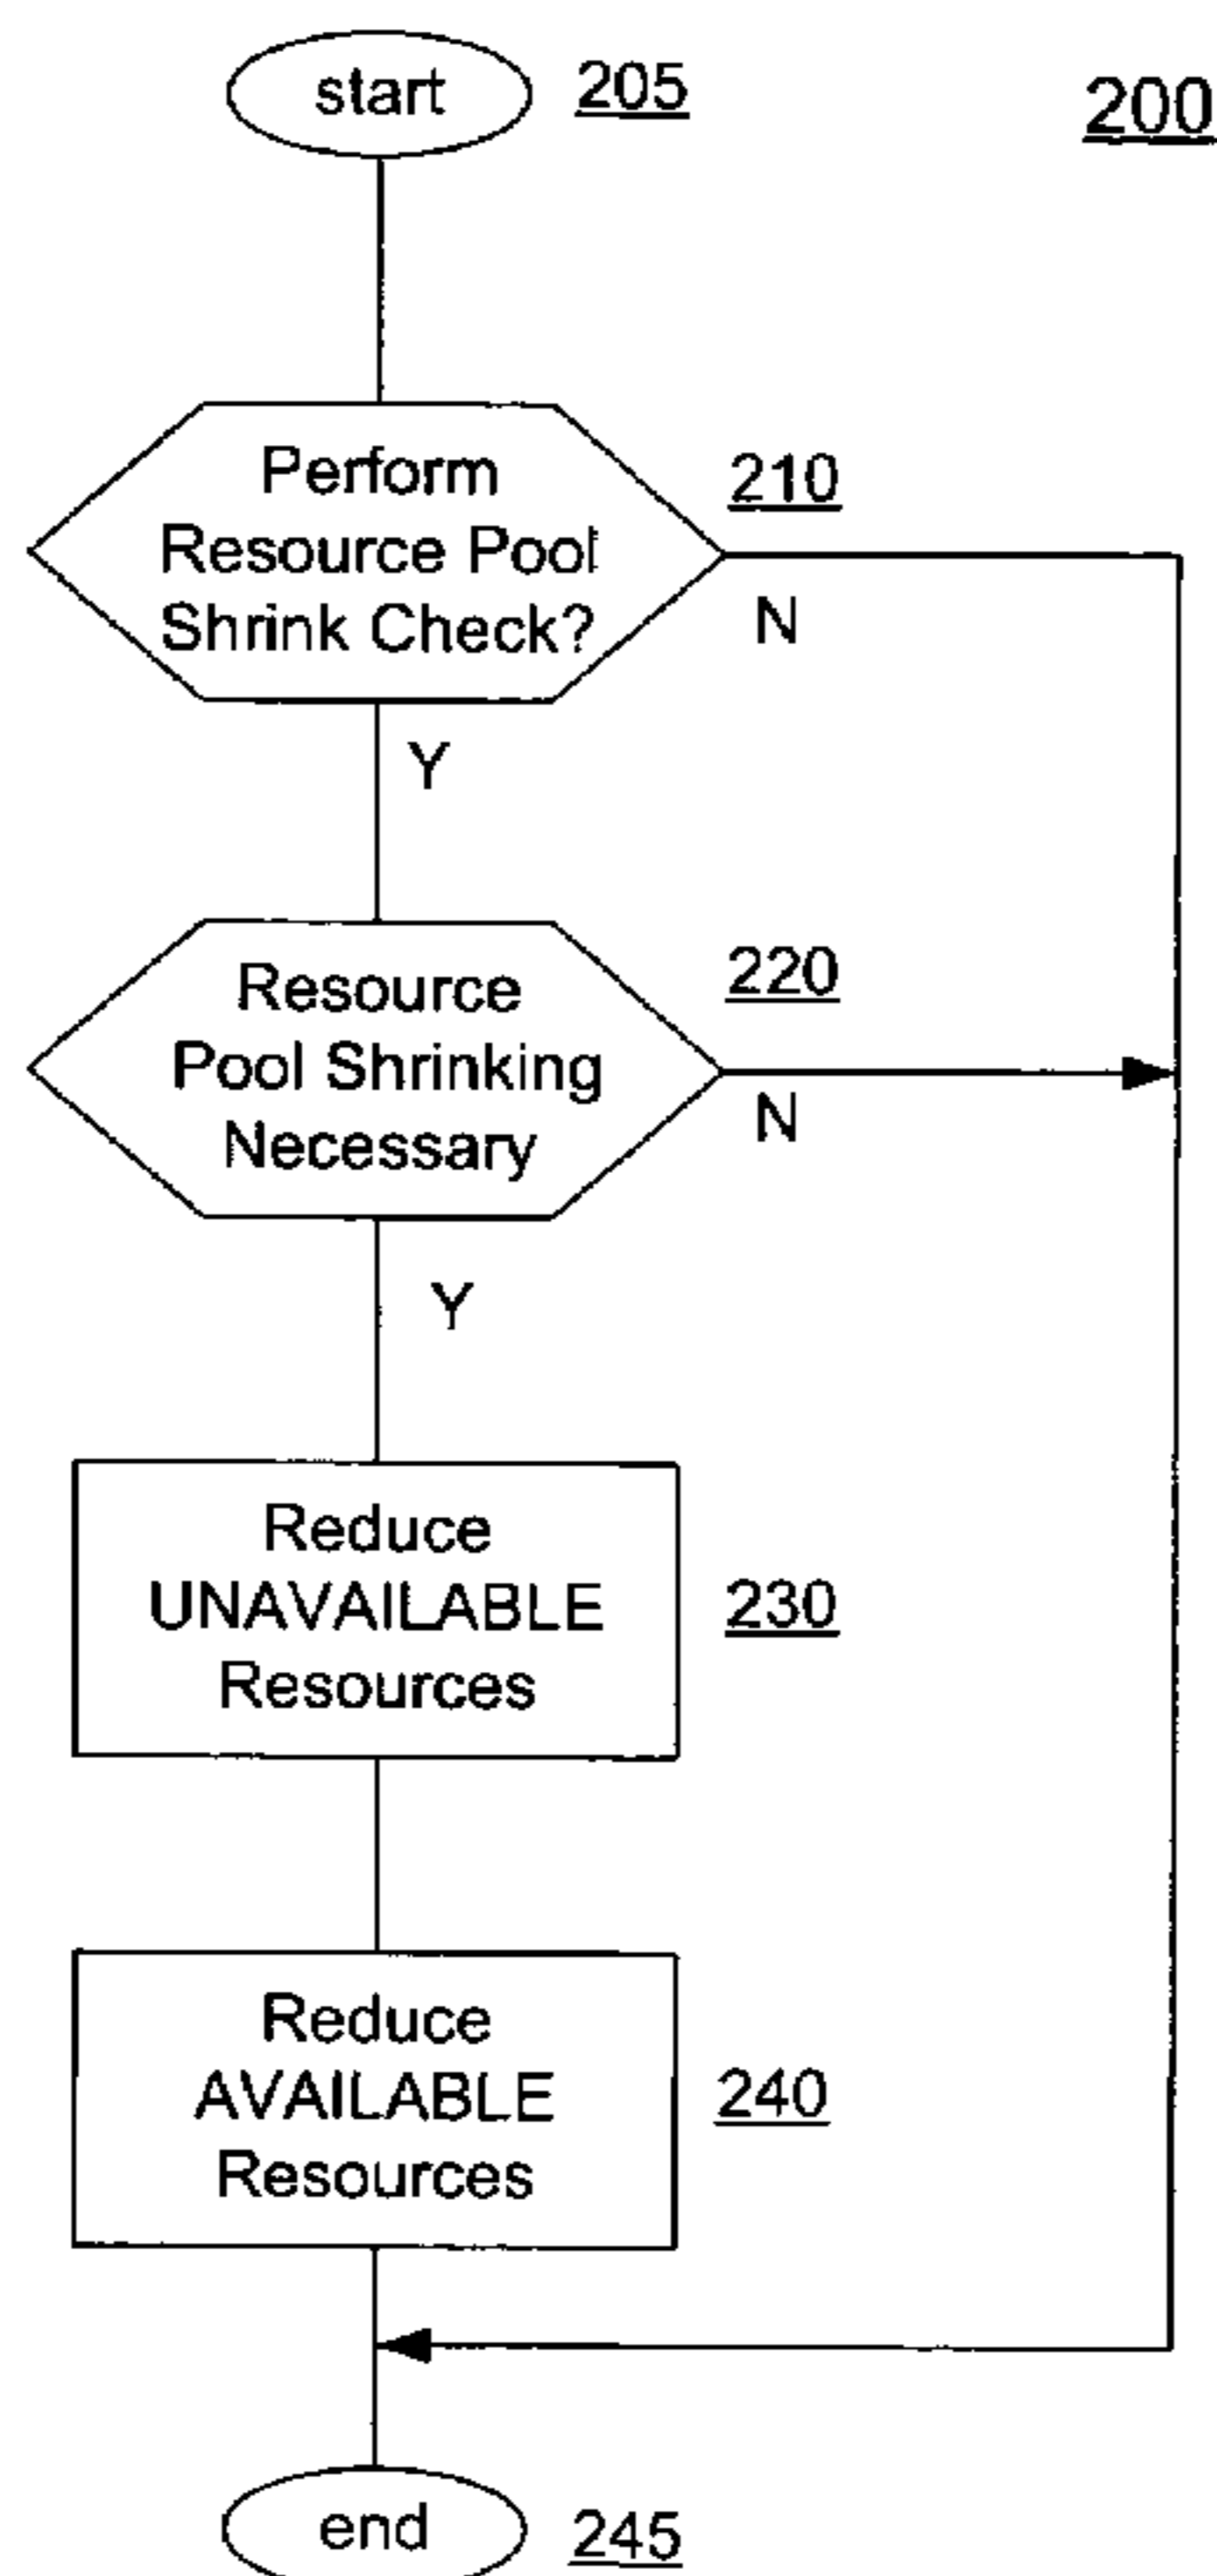 start
205
200
Perform
Resource Pool
Shrink Check?
210
N
Y
Resource
Pool Shrinking
Necessary
220
N
Y
Reduce
UNAVAILABLE
Resources
230
Reduce
AVAILABLE
Resources
240
end
245